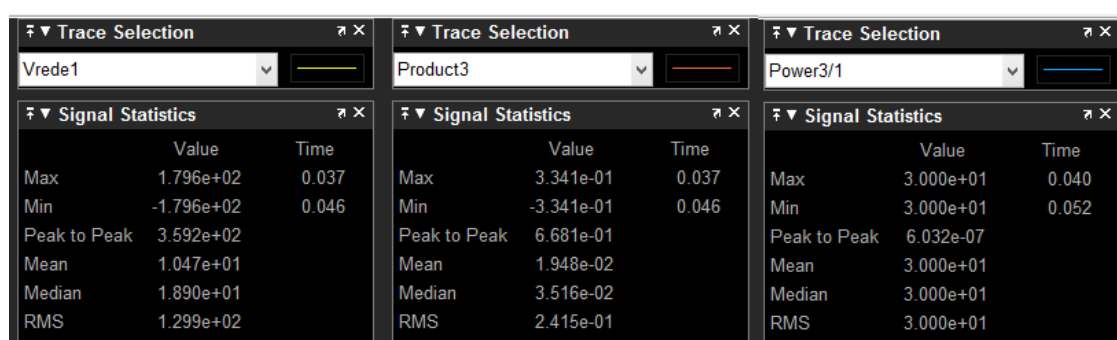 Trace Selection
Vrede1
Signal Statistics
Value Time
Max 1.796e+02 0.037
Min -1.796e+02 0.046
Peak to Peak 3.592e+02
Mean 1.047e+01
Median 1.890e+01
RMS 1.299e+02
Trace Selection
Product3
Signal Statistics
Value Time
Max 3.341e-01 0.037
Min -3.341e-01 0.046
Peak to Peak 6.681e-01
Mean 1.948e-02
Median 3.516e-02
RMS 2.415e-01
Trace Selection
Power3/1
Signal Statistics
Value Time
Max 3.000e+01 0.040
Min 3.000e+01 0.052
Peak to Peak 6.032e-07
Mean 3.000e+01
Median 3.000e+01
RMS 3.000e+01